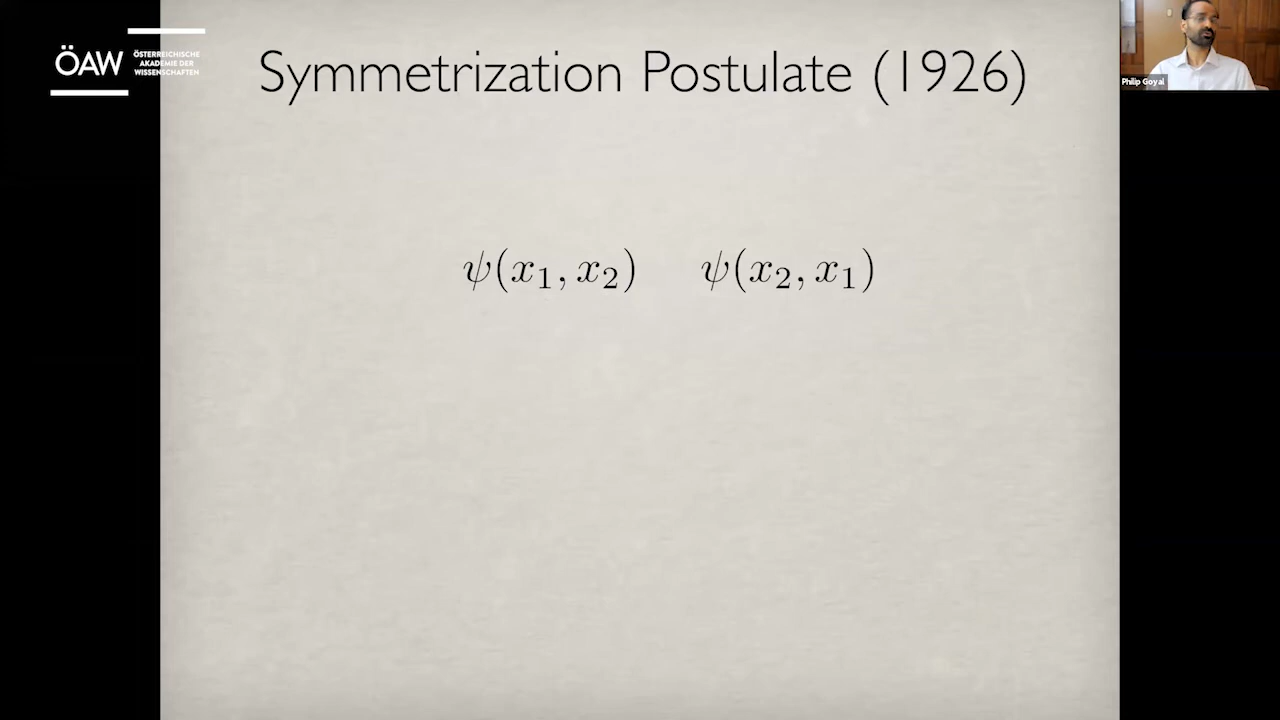 ÖAW
ÖSTERREICHISCHE
AKADEMIE DER
WISSENSCHAFTEN
Symmetrization Postulate (1926)
Philip Goyal
ψ(x₁, x₂) ψ(x₂, x₁)